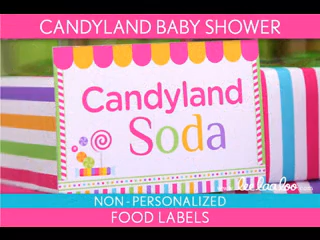 CANDYLAND BABY SHOWER
Candyland
Soda
NON-PERSONALIZED
FOOD LABELS